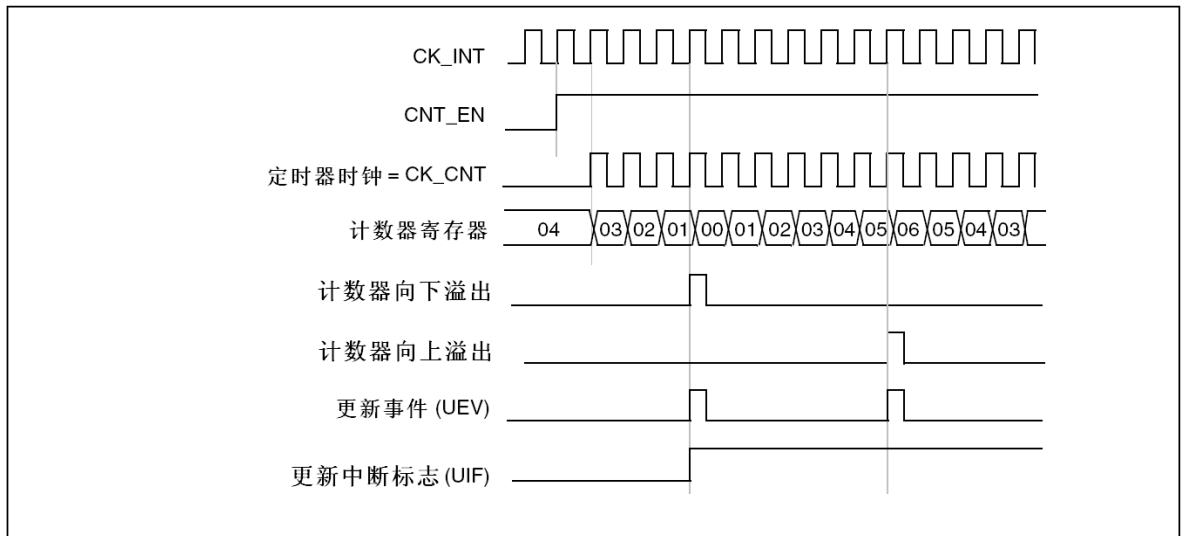 CK_INT
CNT_EN
定时器时钟 = CK_CNT
计数器寄存器 04 03 02 01 00 01 02 03 04 05 06 05 04 03
计数器向下溢出
计数器向上溢出
更新事件 (UEV)
更新中断标志 (UIF)